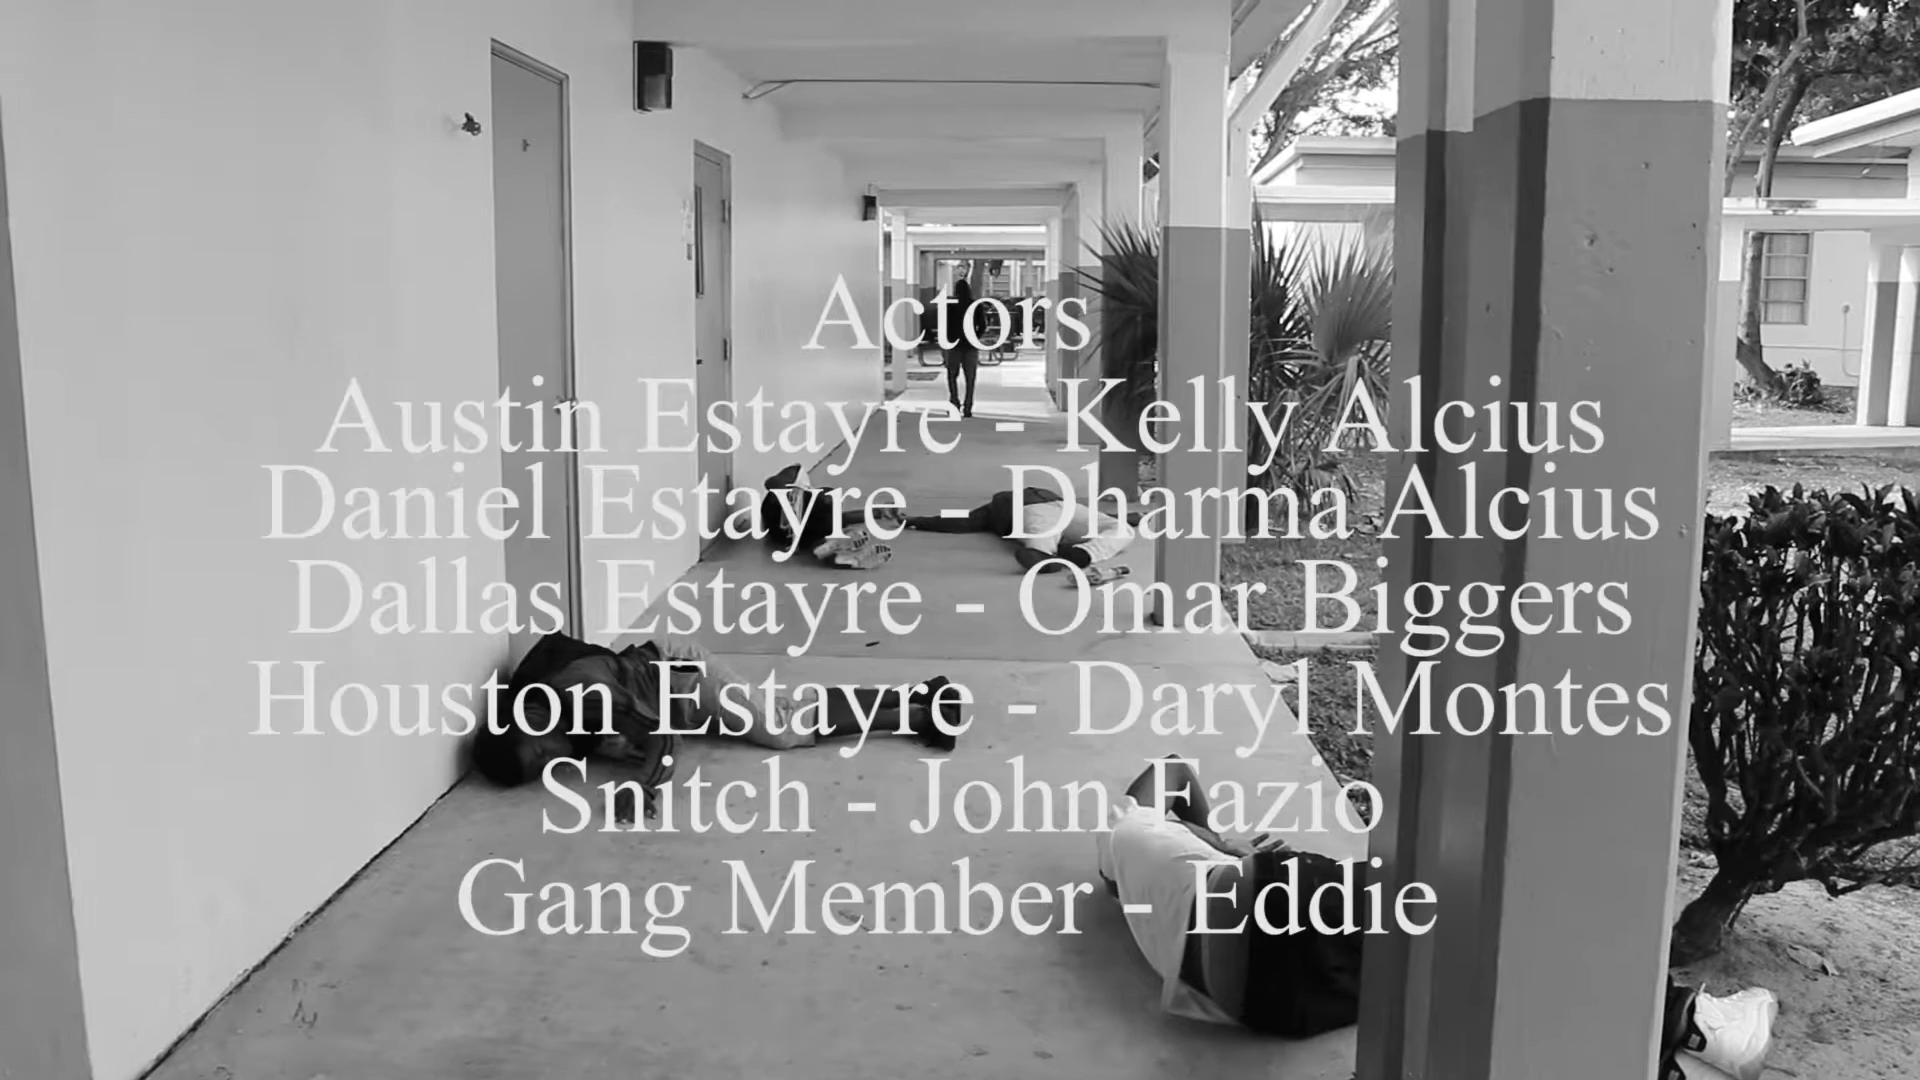 Actors
Austin Estayre - Kelly Alcius
Daniel Estayre - Dharma Alcius
Dallas Estayre - Omar Biggers
Houston Estayre - Daryl Montes
Snitch - John Fazio
Gang Member - Eddie